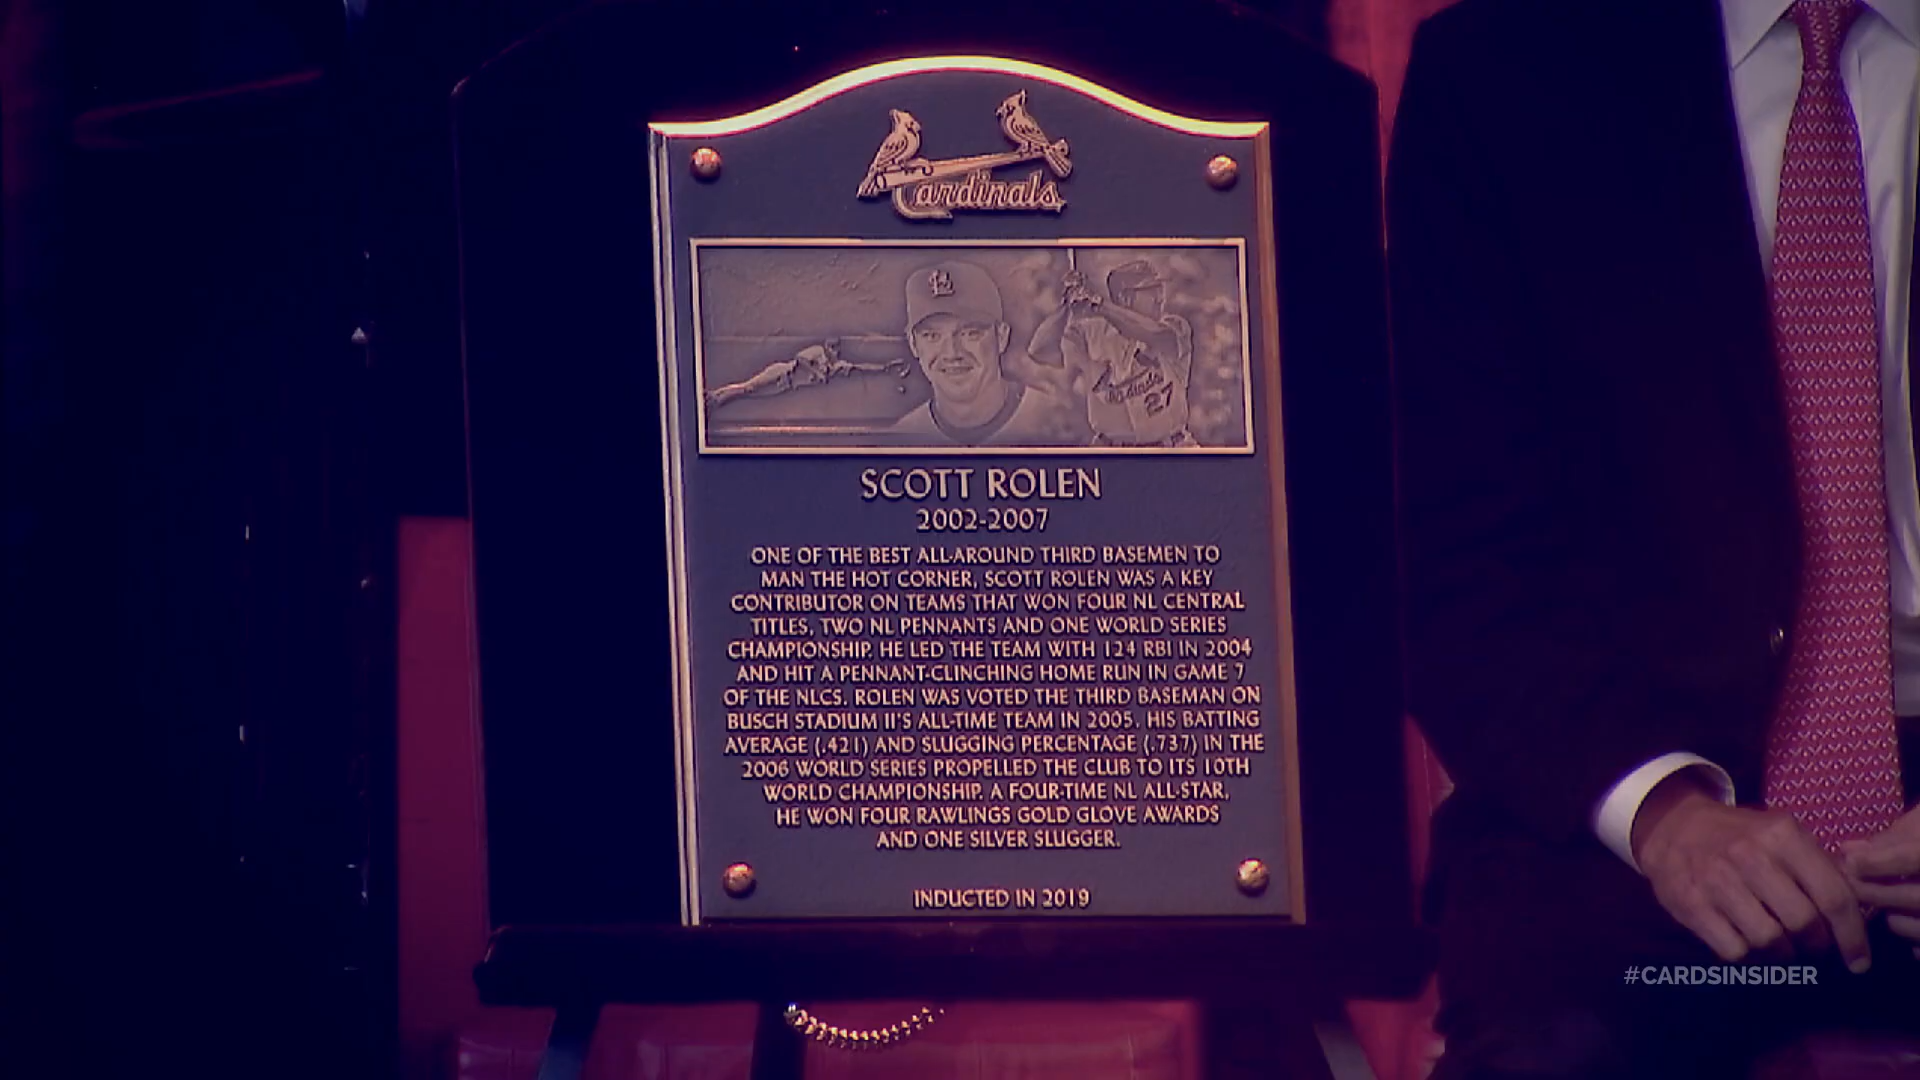 Cardinals
27
SCOTT ROLEN
2002-2007
ONE OF THE BEST ALL-AROUND THIRD BASEMEN TO
MAN THE HOT CORNER, SCOTT ROLEN WAS A KEY
CONTRIBUTOR ON TEAMS THAT WON FOUR NL CENTRAL
TITLES, TWO NL PENNANTS AND ONE WORLD SERIES
CHAMPIONSHIP. HE LED THE TEAM WITH 124 RBI IN 2004
AND HIT A PENNANT-CLINCHING HOME RUN IN GAME 7
OF THE NLCS. ROLEN WAS VOTED THE THIRD BASEMAN ON
BUSCH STADIUM II'S ALL-TIME TEAM IN 2005. HIS BATTING
AVERAGE (.421) AND SLUGGING PERCENTAGE (.737) IN THE
2006 WORLD SERIES PROPELLED THE CLUB TO ITS 10TH
WORLD CHAMPIONSHIP. A FOUR-TIME NL ALL-STAR,
HE WON FOUR RAWLINGS GOLD GLOVE AWARDS
AND ONE SILVER SLUGGER.
INDUCTED IN 2019
#CARDSINSIDER